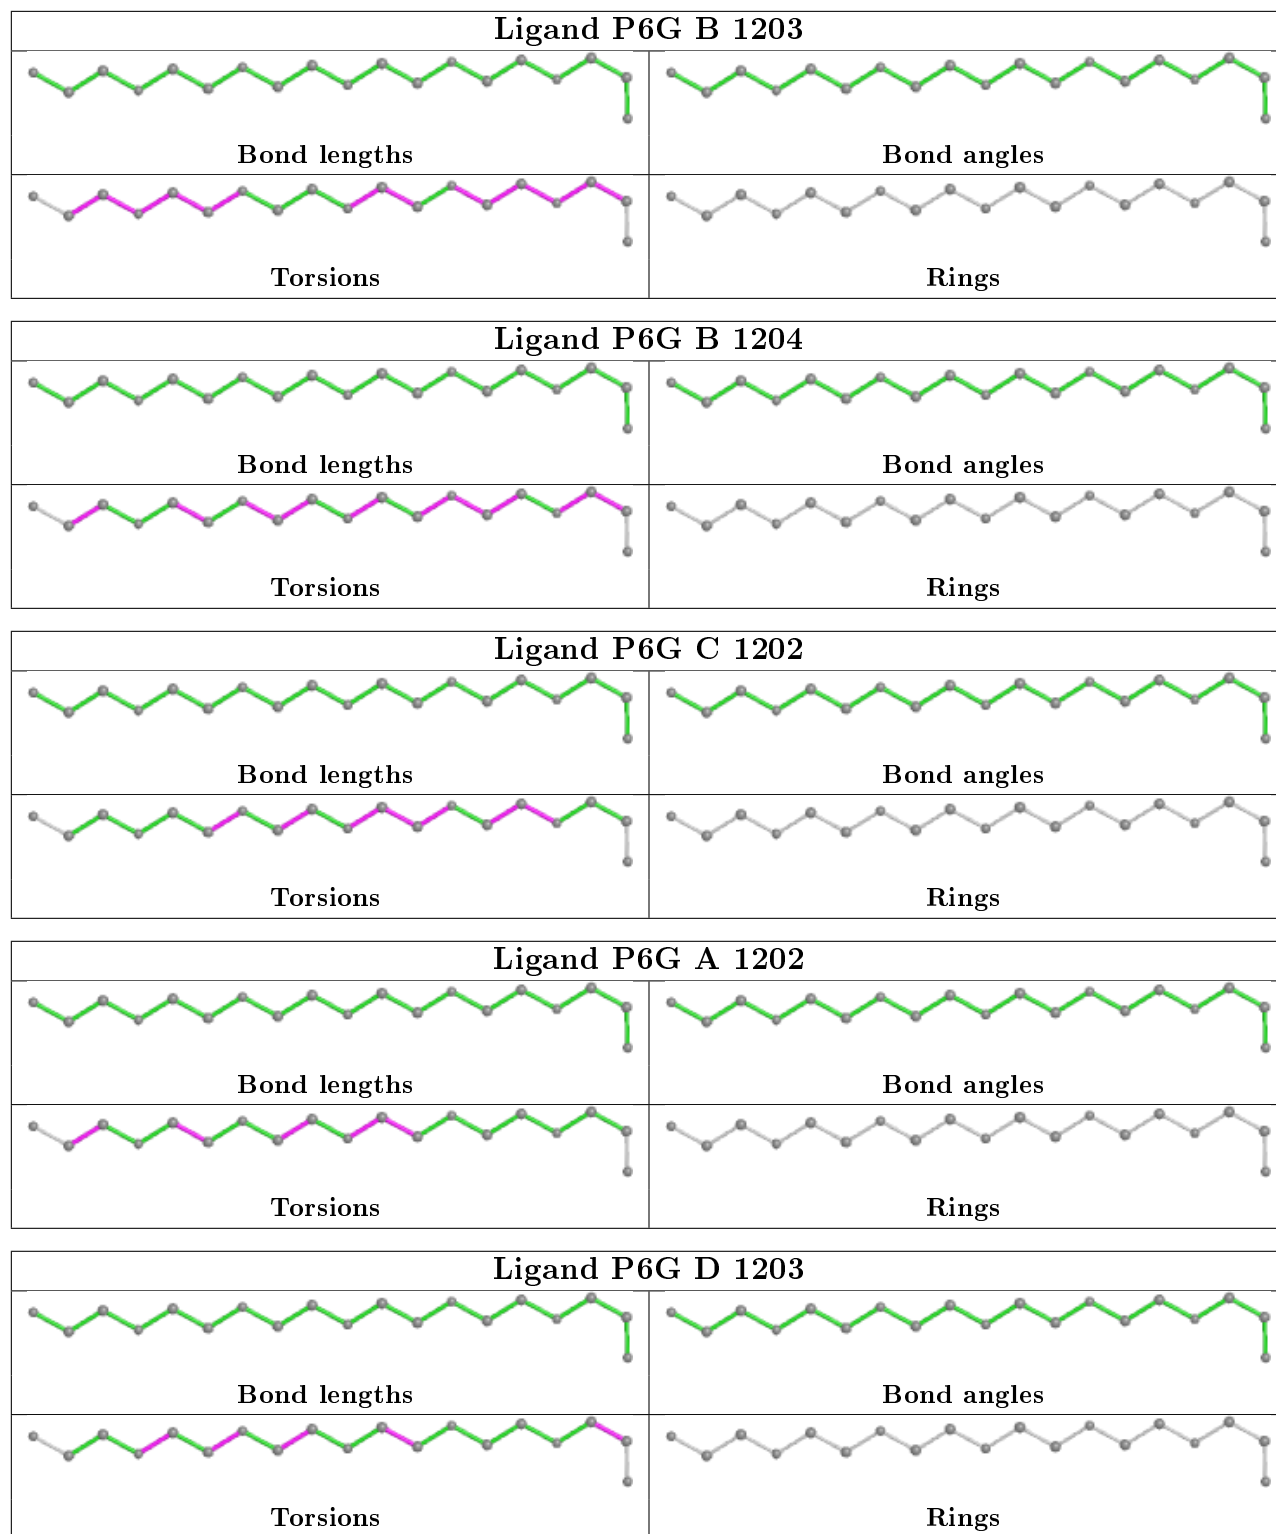 Ligand P6G B 1203
Bond lengths
Bond angles
Torsions
Rings
Ligand P6G B 1204
Bond lengths
Bond angles
Torsions
Rings
Ligand P6G C 1202
Bond lengths
Bond angles
Torsions
Rings
Ligand P6G A 1202
Bond lengths
Bond angles
Torsions
Rings
Ligand P6G D 1203
Bond lengths
Bond angles
Torsions
Rings